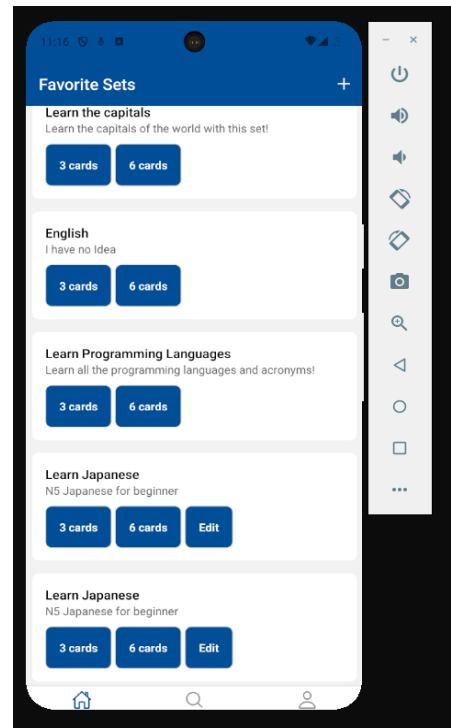 11:16
Favorite Sets
Learn the capitals
Learn the capitals of the world with this set!
3 cards 6 cards
English
I have no Idea
3 cards 6 cards
Learn Programming Languages
Learn all the programming languages and acronyms!
3 cards 6 cards
Learn Japanese
N5 Japanese for beginner
3 cards 6 cards Edit
Learn Japanese
N5 Japanese for beginner
3 cards 6 cards Edit